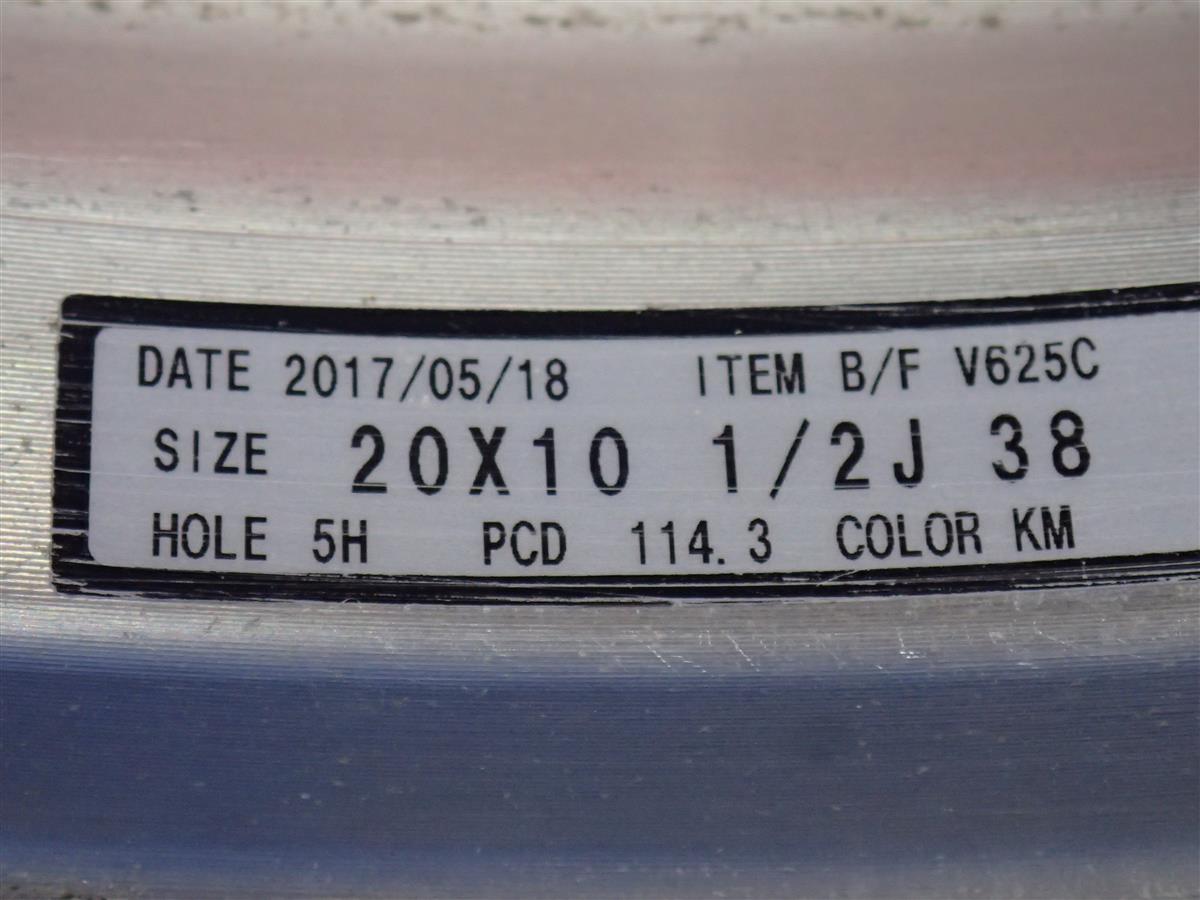 DATE 2017/05/18 ITEM B/F V625C
SIZE 20X10 1/2J 38
HOLE 5H PCD 114.3 COLOR KM